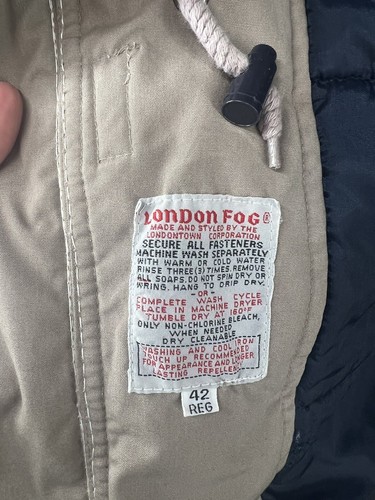 LONDON FOG®
MADE AND STYLED BY THE
LONDONTOWN CORPORATION
SECURE ALL FASTENERS
MACHINE WASH SEPARATELY
WITH WARM OR COLD WATER
RINSE THREE (3) TIMES. REMOVE
ALL SOAPS. DO NOT SPIN DRY OR
WRING. HANG TO DRIP DRY.
-OR-
COMPLETE WASH CYCLE
PLACE IN MACHINE DRYER
TUMBLE DRY AT 160°F
ONLY NON-CHLORINE BLEACH,
WHEN NEEDED
DRY CLEANABLE
WASHING AND COOL IRON
TOUCH UP RECOMMENDED
FOR APPEARANCE AND LONGER
LASTING REPELLENCY
42
REG